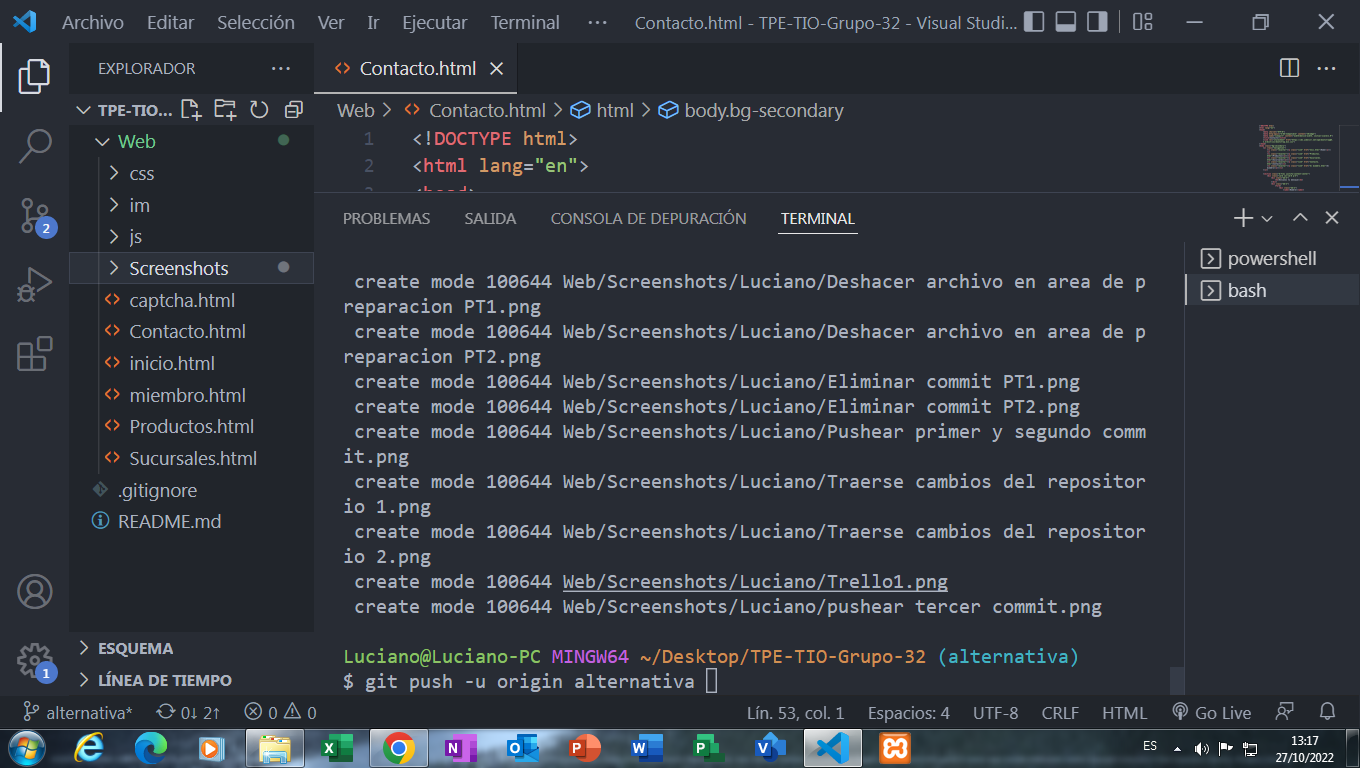 Archivo Editar Selección Ver Ir Ejecutar Terminal ··· Contacto.html - TPE-TIO-Grupo-32 - Visual Studi...
EXPLORADOR ···
Contacto.html
TPE-TIO...
Web > Contacto.html > html > body.bg-secondary
Web
css
im
js
Screenshots
captcha.html
Contacto.html
inicio.html
miembro.html
Productos.html
Sucursales.html
.gitignore
README.md
ESQUEMA
LÍNEA DE TIEMPO
2
1
1 <!DOCTYPE html>
2 <html lang="en">
3 <head>
PROBLEMAS SALIDA CONSOLA DE DEPURACIÓN TERMINAL
powershell
bash
create mode 100644 Web/Screenshots/Luciano/Deshacer archivo en area de p
reparacion PT1.png
create mode 100644 Web/Screenshots/Luciano/Deshacer archivo en area de p
reparacion PT2.png
create mode 100644 Web/Screenshots/Luciano/Eliminar commit PT1.png
create mode 100644 Web/Screenshots/Luciano/Eliminar commit PT2.png
create mode 100644 Web/Screenshots/Luciano/Pushear primer y segundo comm
it.png
create mode 100644 Web/Screenshots/Luciano/Traerse cambios del repositor
io 1.png
create mode 100644 Web/Screenshots/Luciano/Traerse cambios del repositor
io 2.png
create mode 100644 Web/Screenshots/Luciano/Trello1.png
create mode 100644 Web/Screenshots/Luciano/pushear tercer commit.png
Luciano@Luciano-PC MINGW64 ~/Desktop/TPE-TIO-Grupo-32 (alternativa)
$ git push -u origin alternativa
alternativa* 0↓ 2↑ 0 0 Lín. 53, col. 1 Espacios: 4 UTF-8 CRLF HTML Go Live
ES 13:17
27/10/2022